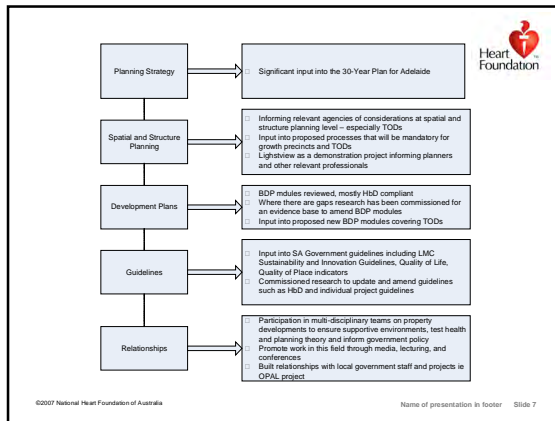 Heart
Foundation
TM
Planning Strategy
Significant input into the 30-Year Plan for Adelaide
Spatial and Structure
Planning
Informing relevant agencies of considerations at spatial and
structure planning level – especially TODs
Input into proposed processes that will be mandatory for
growth precincts and TODs
Lighstview as a demonstration project informing planners
and other relevant professionals
Development Plans
BDP mdules reviewed, mostly HbD compliant
Where there are gaps research has been commissioned for
an evidence base to amend BDP modules
Input into proposed new BDP modules covering TODs
Guidelines
Input into SA Government guidelines including LMC
Sustainability and Innovation Guidelines, Quality of Life,
Quality of Place indicators
Commissioned research to update and amend guidelines
such as HbD and individual project guidelines
Relationships
Participation in multi-disciplinary teams on property
developments to ensure supportive environments, test health
and planning theory and inform government policy
Promote work in this field through media, lecturing, and
conferences
Built relationships with local government staff and projects ie
OPAL project
©2007 National Heart Foundation of Australia
Name of presentation in footer Slide 7